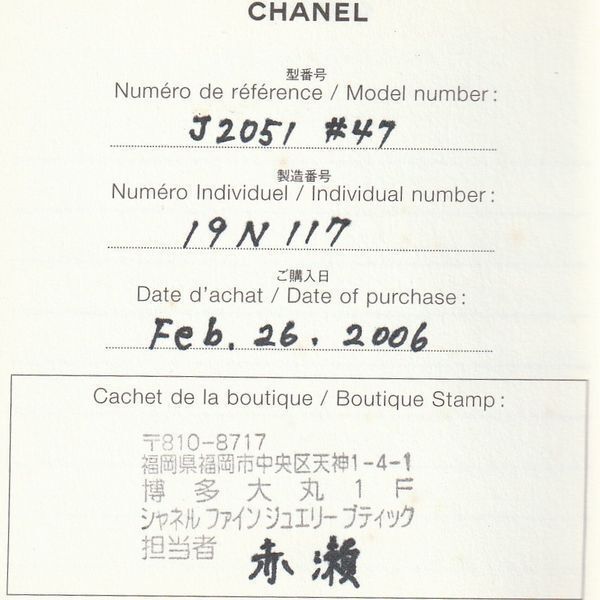 CHANEL
型番号
Numéro de référence / Model number:
J2051 #47
製造番号
Numéro Individuel / Individual number:
19N117
ご購入日
Date d'achat / Date of purchase:
Feb. 26. 2006
Cachet de la boutique / Boutique Stamp:
〒810-8717
福岡県福岡市中央区天神1-4-1
博多大丸1F
シャネル ファインジュエリー ブティック
担当者 赤瀬